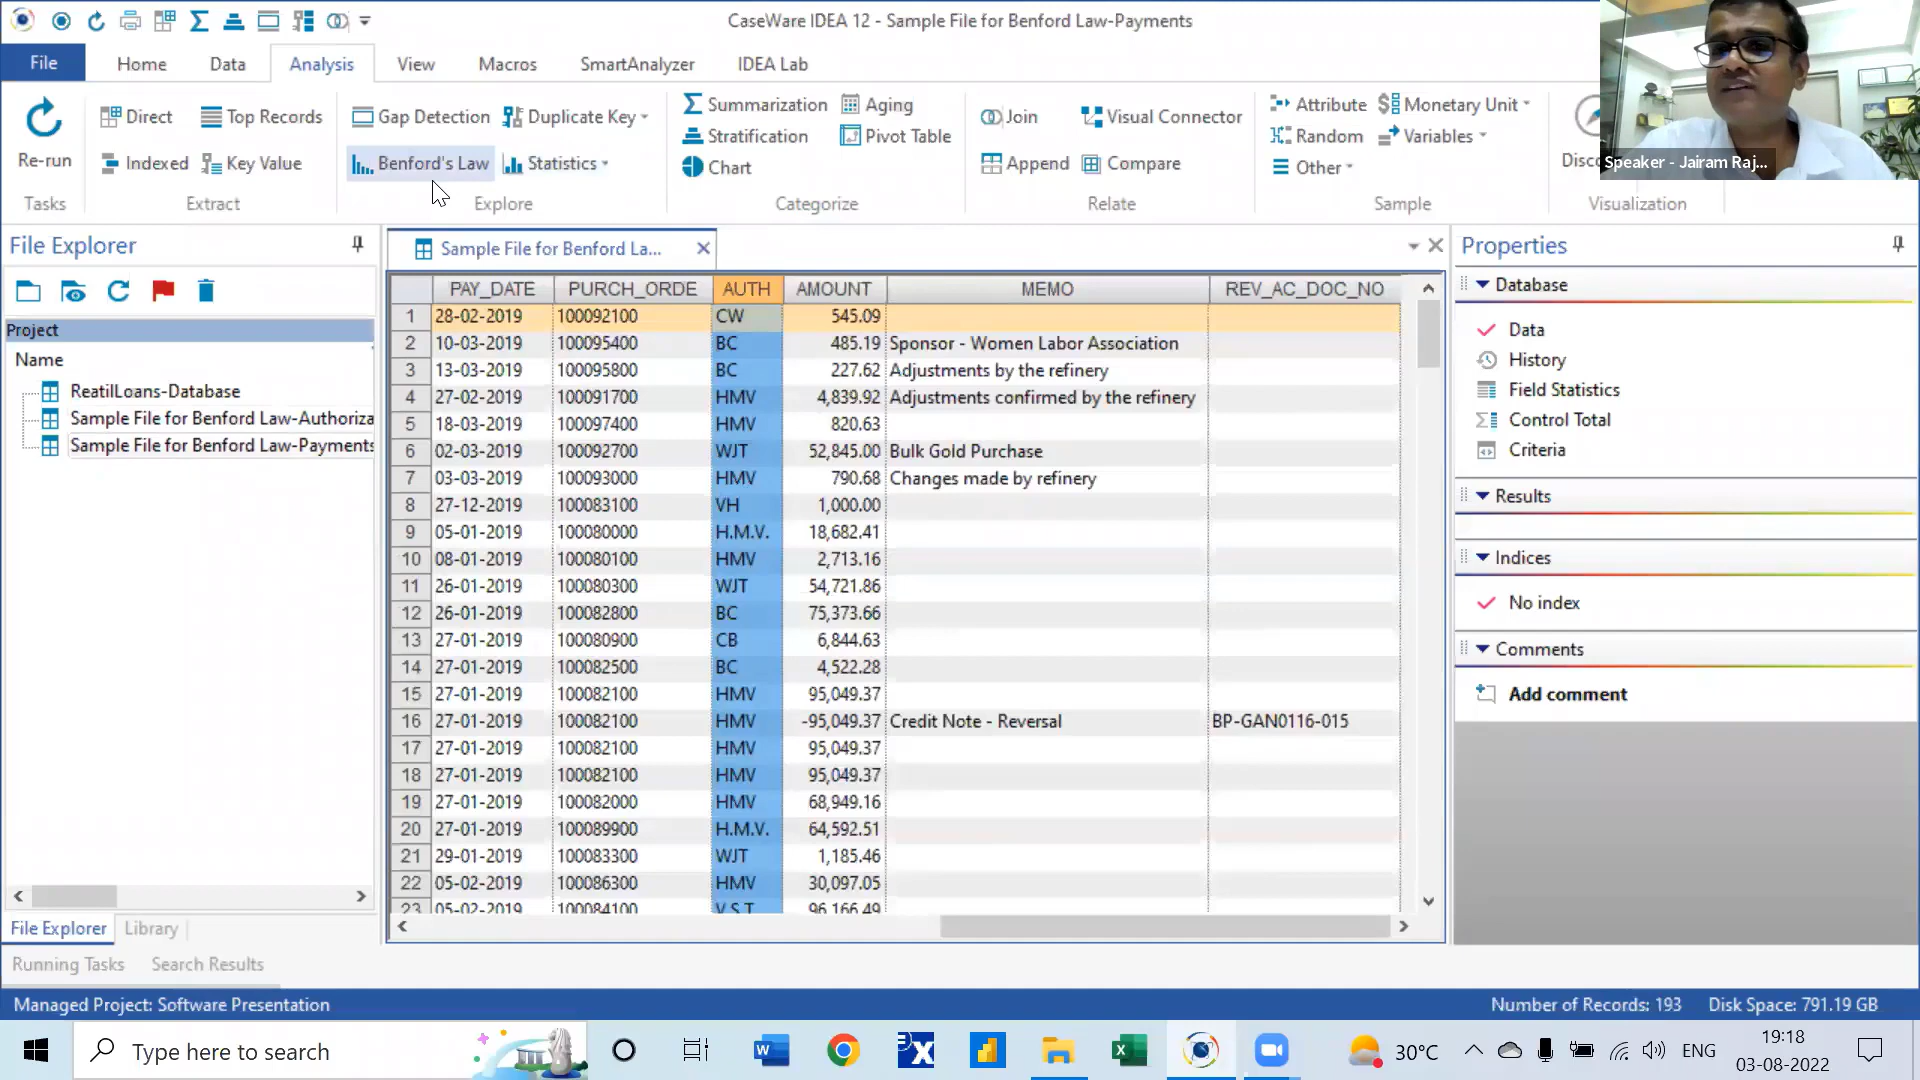 CaseWare IDEA 12 - Sample File for Benford Law-Payments
File Home Data Analysis View Macros SmartAnalyzer IDEA Lab
Re-run
Tasks
Direct Top Records
Indexed Key Value
Extract
Gap Detection Duplicate Key
Benford's Law Statistics
Explore
Summarization Aging
Stratification Pivot Table
Chart
Categorize
Join Visual Connector
Append Compare
Relate
Attribute Monetary Unit
Random Variables
Other
Sample
Disco
Visualization
Speaker - Jairam Raj...
File Explorer
Project
Name
ReatilLoans-Database
Sample File for Benford Law-Authoriza
Sample File for Benford Law-Payments
File Explorer Library
Sample File for Benford La...
PAY_DATE PURCH_ORDE AUTH AMOUNT MEMO REV_AC_DOC_NO
1 28-02-2019 100092100 CW 545.09
2 10-03-2019 100095400 BC 485.19 Sponsor - Women Labor Association
3 13-03-2019 100095800 BC 227.62 Adjustments by the refinery
4 27-02-2019 100091700 HMV 4,839.92 Adjustments confirmed by the refinery
5 18-03-2019 100097400 HMV 820.63
6 02-03-2019 100092700 WJT 52,845.00 Bulk Gold Purchase
7 03-03-2019 100093000 HMV 790.68 Changes made by refinery
8 27-12-2019 100083100 VH 1,000.00
9 05-01-2019 100080000 H.M.V. 18,682.41
10 08-01-2019 100080100 HMV 2,713.16
11 26-01-2019 100080300 WJT 54,721.86
12 26-01-2019 100082800 BC 75,373.66
13 27-01-2019 100080900 CB 6,844.63
14 27-01-2019 100082500 BC 4,522.28
15 27-01-2019 100082100 HMV 95,049.37
16 27-01-2019 100082100 HMV -95,049.37 Credit Note - Reversal BP-GAN0116-015
17 27-01-2019 100082100 HMV 95,049.37
18 27-01-2019 100082100 HMV 95,049.37
19 27-01-2019 100082000 HMV 68,949.16
20 27-01-2019 100089900 H.M.V. 64,592.51
21 29-01-2019 100083300 WJT 1,185.46
22 05-02-2019 100086300 HMV 30,097.05
23 05-02-2019 100084100 V.S.T. 96,166.49
Properties
Database
Data
History
Field Statistics
Control Total
Criteria
Results
Indices
No index
Comments
Add comment
Running Tasks Search Results
Managed Project: Software Presentation Number of Records: 193 Disk Space: 791.19 GB
Type here to search
30°C
ENG
19:18
03-08-2022